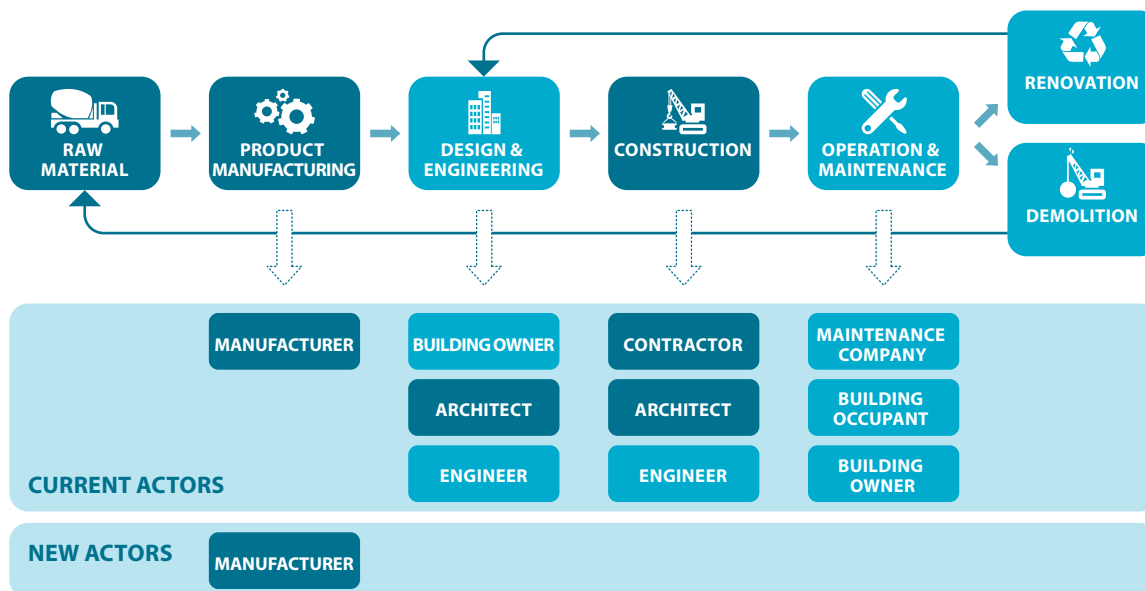 RENOVATION
RAW
MATERIAL
PRODUCT
MANUFACTURING
DESIGN &
ENGINEERING
CONSTRUCTION
OPERATION &
MAINTENANCE
DEMOLITION
MANUFACTURER
BUILDING OWNER
CONTRACTOR
MAINTENANCE
COMPANY
ARCHITECT
ARCHITECT
BUILDING
OCCUPANT
CURRENT ACTORS
ENGINEER
ENGINEER
BUILDING
OWNER
NEW ACTORS
MANUFACTURER